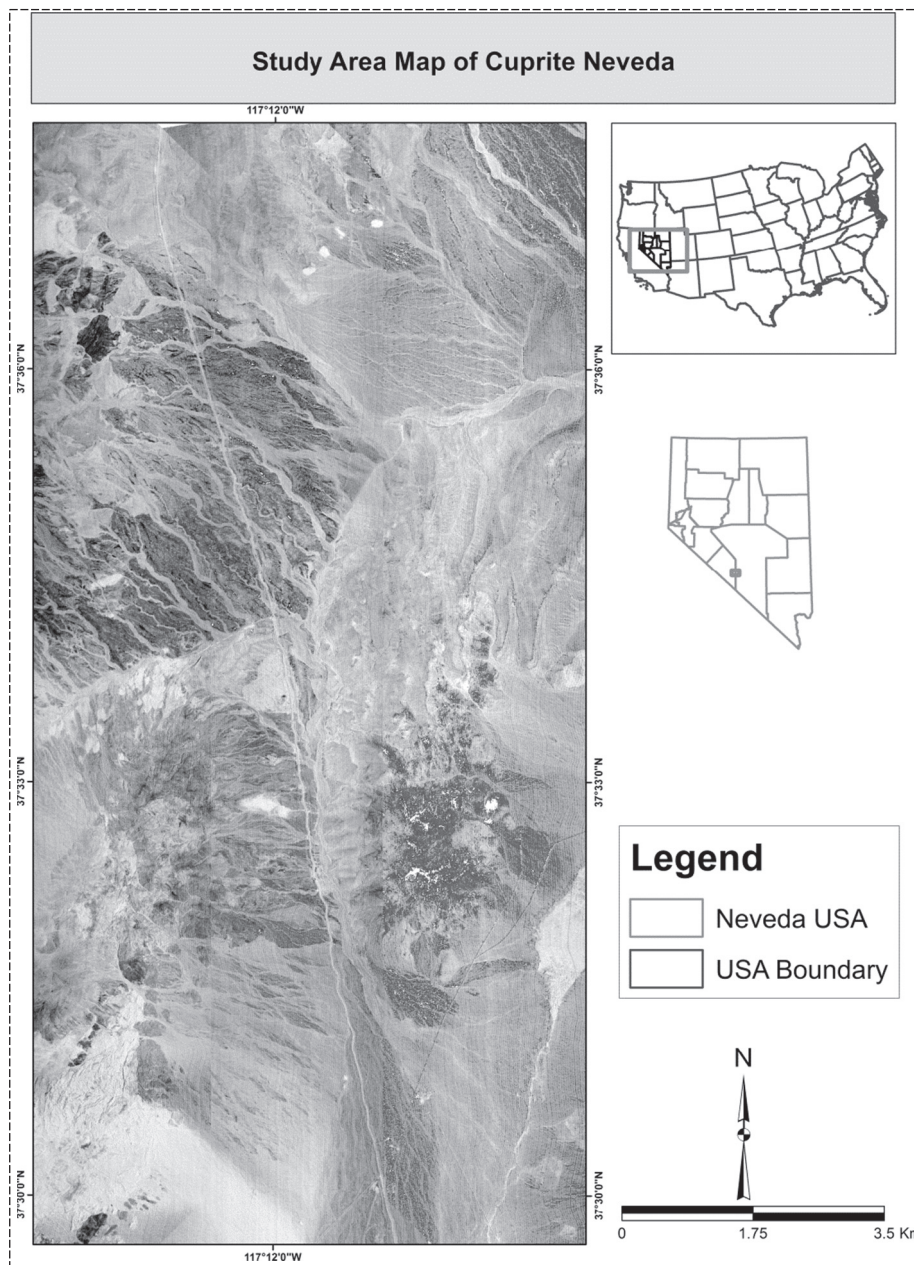 Study Area Map of Cuprite Neveda
117°12'0"W
37°36'0"N
37°36'0"N
37°33'0"N
37°33'0"N
Legend
Neveda USA
USA Boundary
N
37°30'0"N
37°30'0"N
0 1.75 3.5 Km
117°12'0"W